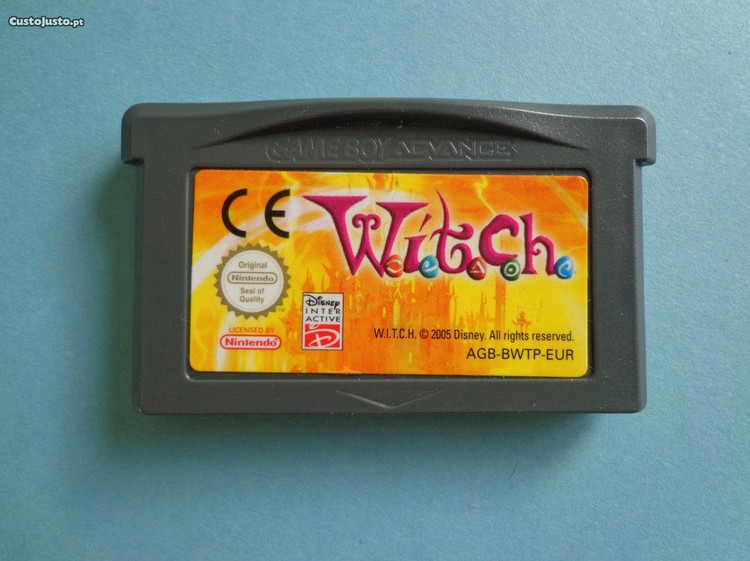 CustoJusto.pt
GAME BOY ADVANCE
CE
W.i.t.c.h.
Original
Nintendo
Seal of
Quality
LICENSED BY
Nintendo
Disney
INTER
ACTIVE
D
W.I.T.C.H. © 2005 Disney. All rights reserved.
AGB-BWTP-EUR